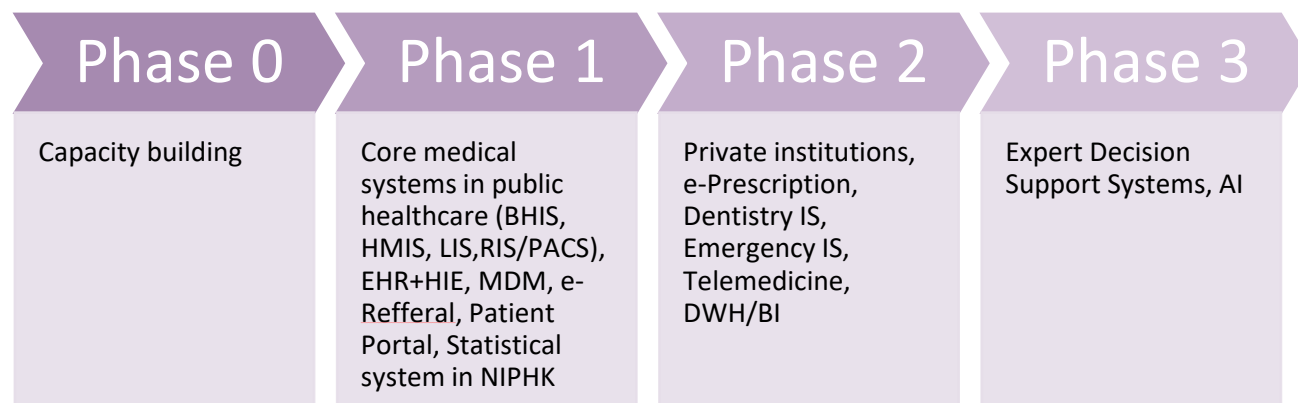 Phase 0
Capacity building
Phase 1
Core medical
systems in public
healthcare (BHIS,
HMIS, LIS,RIS/PACS),
EHR+HIE, MDM, e-
Refferal, Patient
Portal, Statistical
system in NIPHK
Phase 2
Private institutions,
e-Prescription,
Dentistry IS,
Emergency IS,
Telemedicine,
DWH/BI
Phase 3
Expert Decision
Support Systems, AI